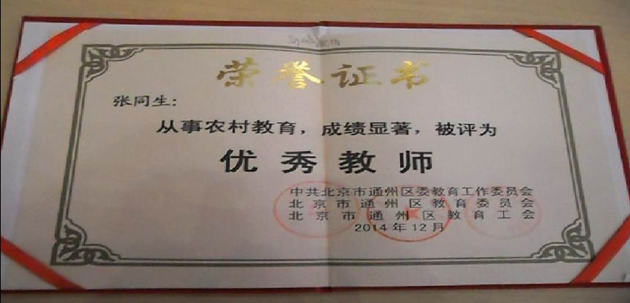 荣誉证书
张同生：
从事农村教育，成绩显著，被评为
优秀教师
中共北京市通州区委教育工作委员会
北京市通州区教育委员会
北京市通州区教育工会
2014年12月